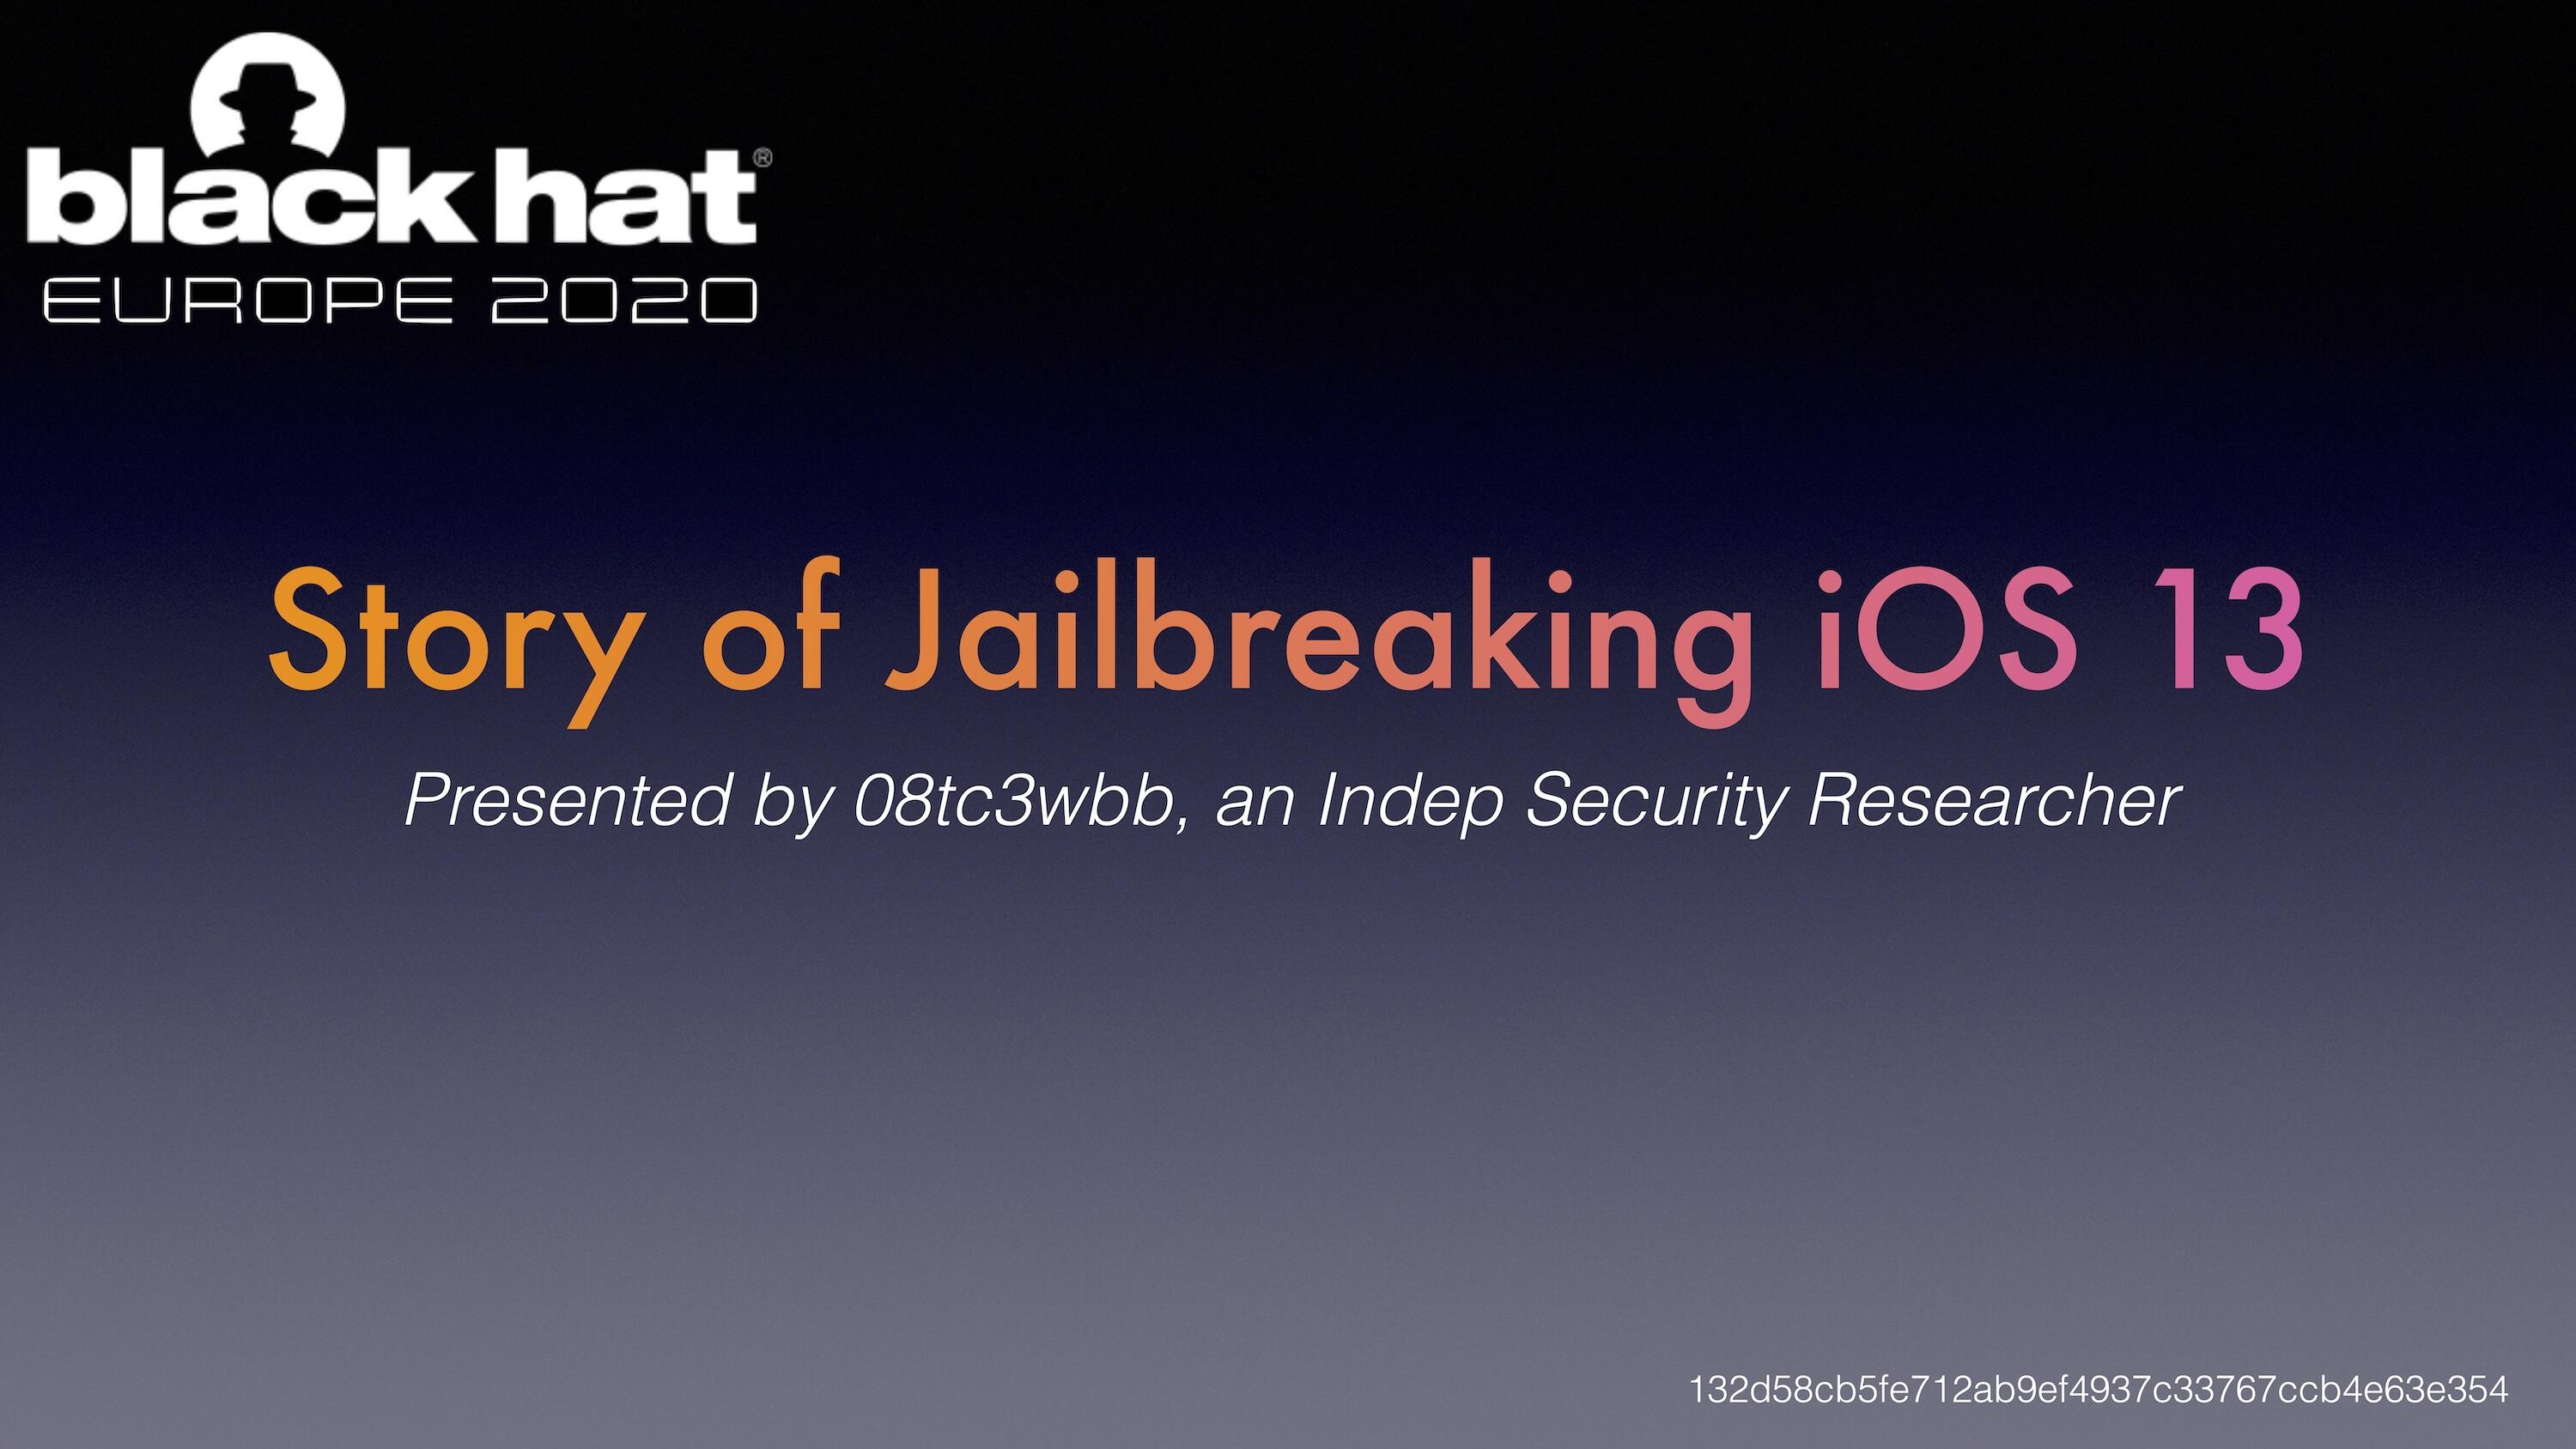 black hat®
EUROPE 2020
Story of Jailbreaking iOS 13
Presented by 08tc3wbb, an Indep Security Researcher
132d58cb5fe712ab9ef4937c33767ccb4e63e354